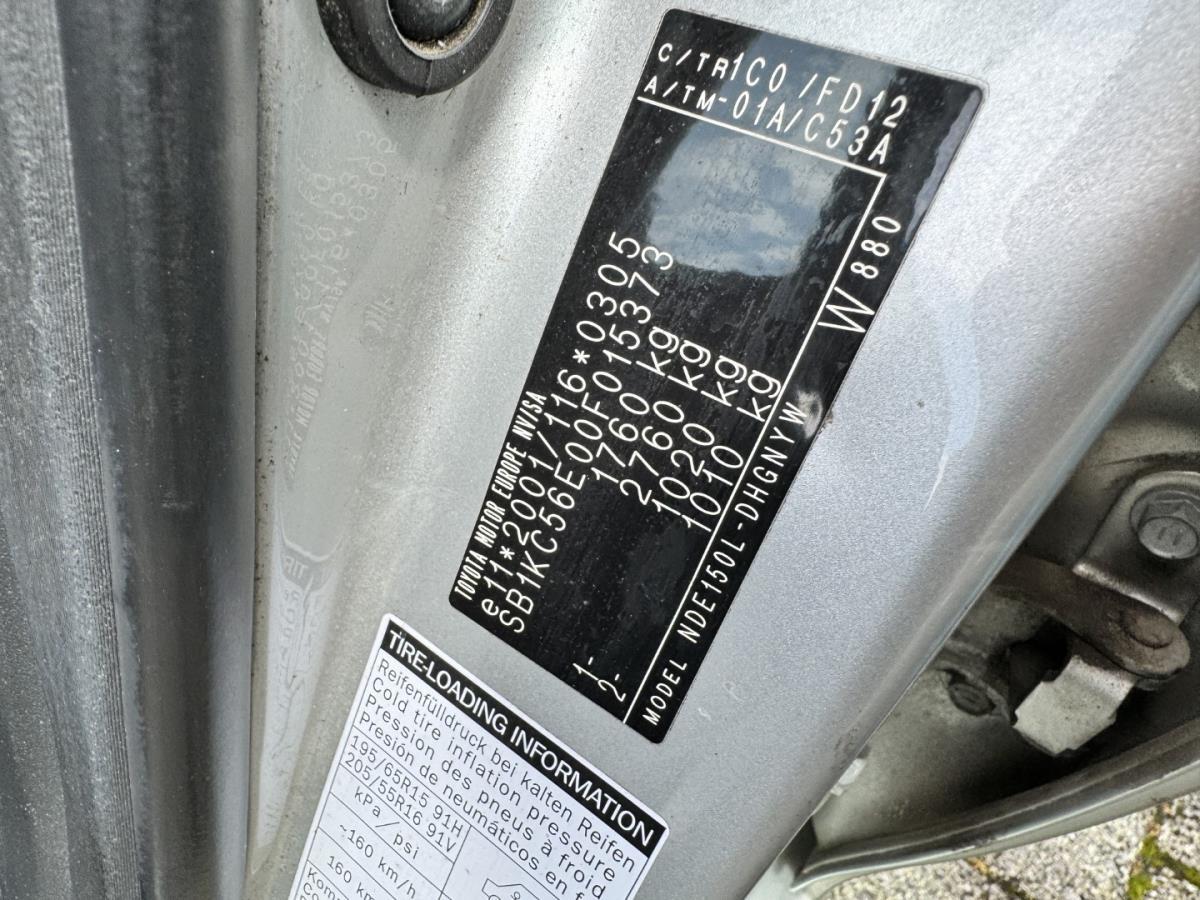 TOYOTA MOTOR EUROPE NV/SA
e11*2001/116*0305
SB1KC56E00F015373
1760 kg
2760 kg
1- 1020 kg
2- 1010 kg
MODEL NDE150L-DHGNYW
W880
C/TR 1C0 /FD12
A/TM-01A/C53A
TIRE-LOADING INFORMATION
Reifenfülldruck bei kalten Reifen
Cold tire inflation pressure
Pression des pneus à froid
Presión de neumáticos en
195/65R15 91H
205/55R16 91V
kPa/psi
~160 km/h
160 km